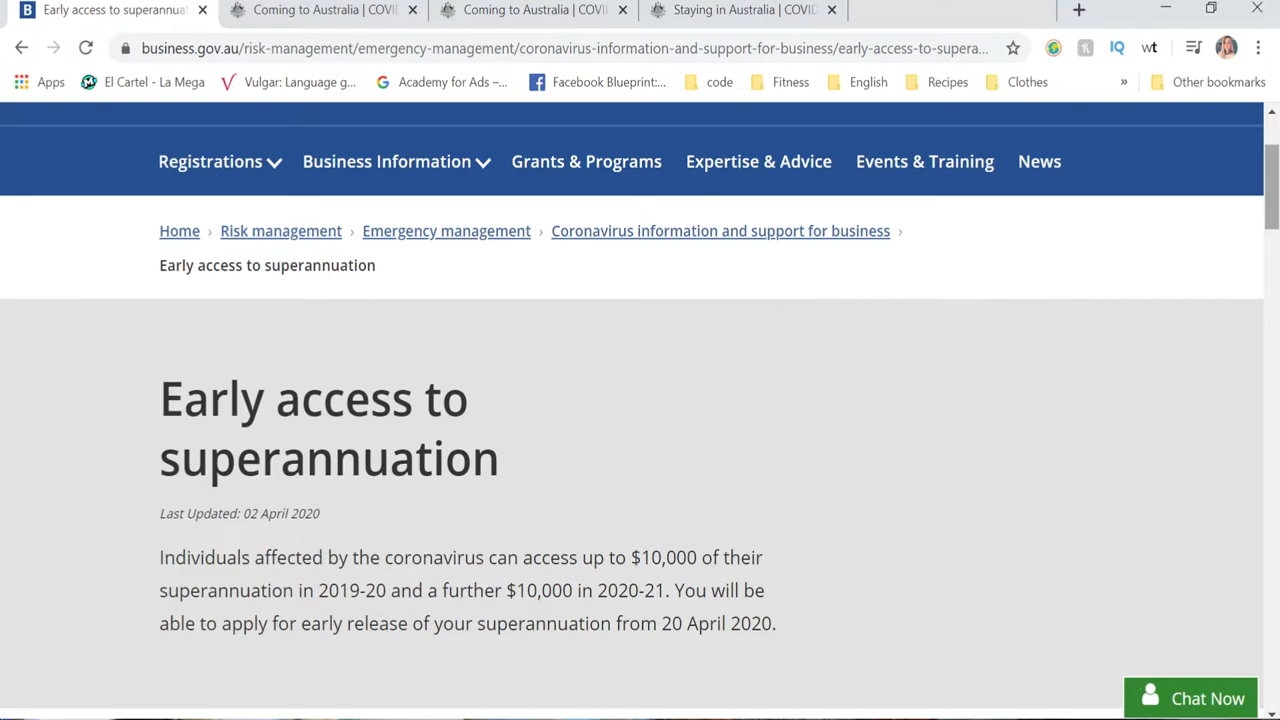 Early access to superannuat
Coming to Australia | COVID
Coming to Australia | COVI
Staying in Australia | COVID
business.gov.au/risk-management/emergency-management/coronavirus-information-and-support-for-business/early-access-to-supera...
IQ
wt
Apps
El Cartel - La Mega
Vulgar: Language g...
Academy for Ads –...
Facebook Blueprint:...
code
Fitness
English
Recipes
Clothes
»
Other bookmarks
Registrations
Business Information
Grants & Programs
Expertise & Advice
Events & Training
News
Home › Risk management › Emergency management › Coronavirus information and support for business ›
Early access to superannuation
Early access to
superannuation
Last Updated: 02 April 2020
Individuals affected by the coronavirus can access up to $10,000 of their
superannuation in 2019-20 and a further $10,000 in 2020-21. You will be
able to apply for early release of your superannuation from 20 April 2020.
Chat Now